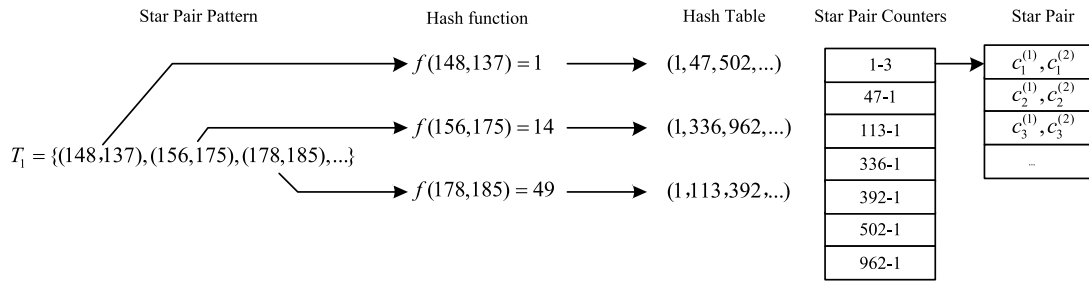 Star Pair Pattern Hash function Hash Table Star Pair Counters Star Pair
f(148,137) = 1 (1,47,502,...) 1-3 c₁⁽¹⁾,c₁⁽²⁾
47-1 c₂⁽¹⁾,c₂⁽²⁾
f(156,175) = 14 (1,336,962,...) 113-1 c₃⁽¹⁾,c₃⁽²⁾
T₁ = {(148,137),(156,175),(178,185),...} 336-1 ...
f(178,185) = 49 (1,113,392,...) 392-1
502-1
962-1